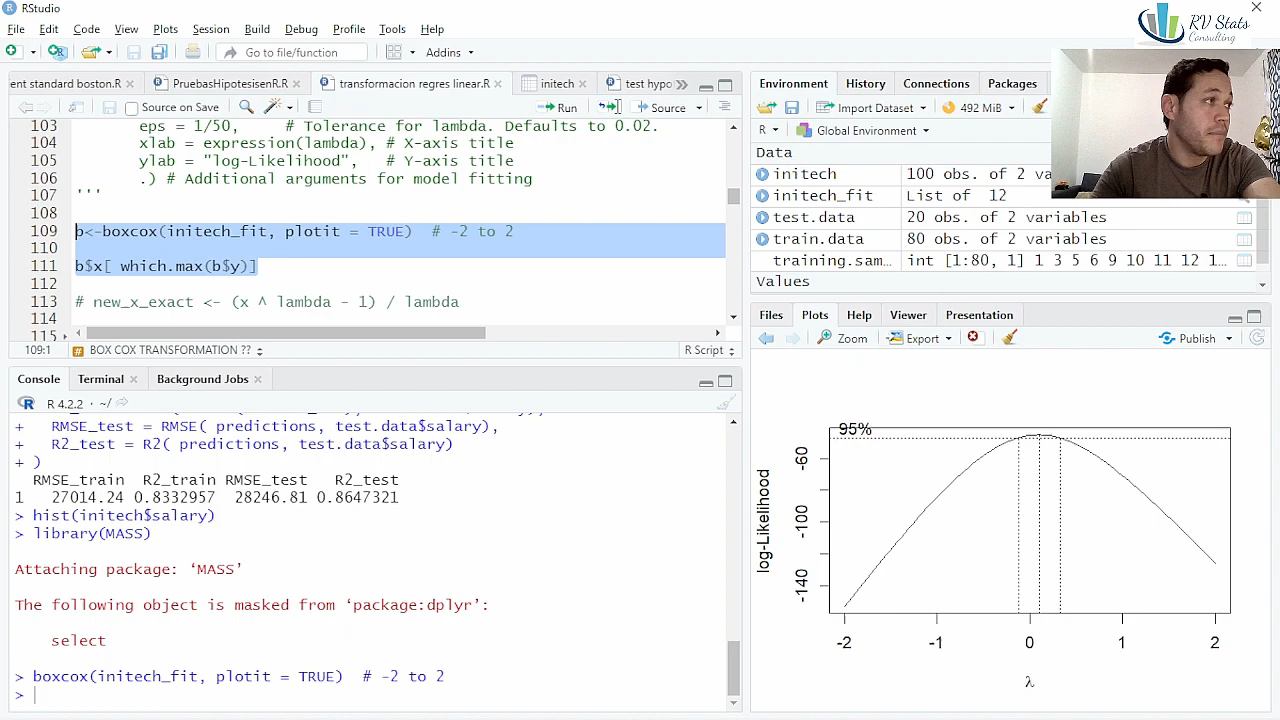 RStudio
RV Stats
Consulting
File Edit Code View Plots Session Build Debug Profile Tools Help
Go to file/function
Addins
ent standard boston.R
PruebasHipotesisenR.R
transformacion regres linear.R
initech
test hypo
Source on Save
Run
Source
103 eps = 1/50, # Tolerance for lambda. Defaults to 0.02.
104 xlab = expression(lambda), # X-axis title
105 ylab = "log-Likelihood", # Y-axis title
106 .) # Additional arguments for model fitting
107 '''
108
109 b<-boxcox(initech_fit, plotit = TRUE) # -2 to 2
110
111 b$x[ which.max(b$y)]
112
113 # new_x_exact <- (x ^ lambda - 1) / lambda
114
115
109:1 BOX COX TRANSFORMATION ?? R Script
Console Terminal Background Jobs
R 4.2.2 · ~/
+ RMSE_test = RMSE( predictions, test.data$salary),
+ R2_test = R2( predictions, test.data$salary)
+ )
RMSE_train R2_train RMSE_test R2_test
1 27014.24 0.8332957 28246.81 0.8647321
> hist(initech$salary)
> library(MASS)
Attaching package: ‘MASS’
The following object is masked from ‘package:dplyr’:
select
> boxcox(initech_fit, plotit = TRUE) # -2 to 2
>
Environment History Connections Packages
Import Dataset
492 MiB
R Global Environment
Data
initech 100 obs. of 2 va
initech_fit List of 12
test.data 20 obs. of 2 variables
train.data 80 obs. of 2 variables
training.sam… int [1:80, 1] 1 3 5 6 9 10 11 12 1…
Values
Files Plots Help Viewer Presentation
Zoom Export Publish
95%
log-Likelihood
-60
-100
-140
-2 -1 0 1 2
λ